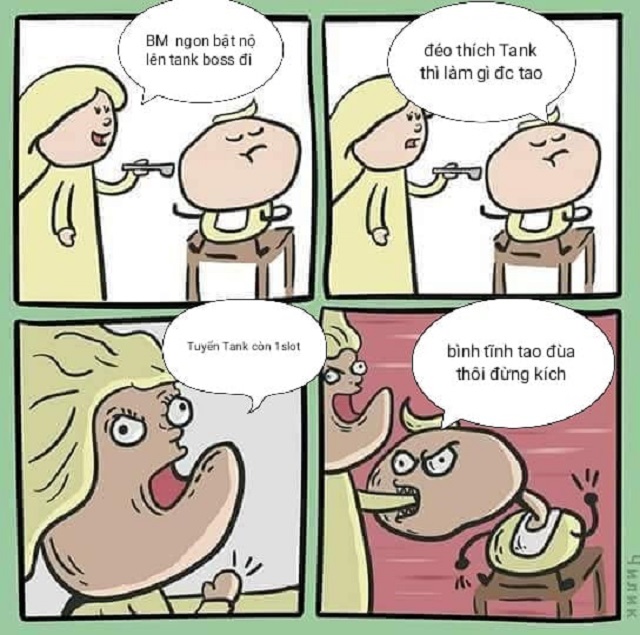 BM ngon bật nộ
lên tank boss đi
đéo thích Tank
thì làm gì đc tao
Tuyển Tank còn 1slot
bình tĩnh tao đùa
thôi đừng kích
Чилик